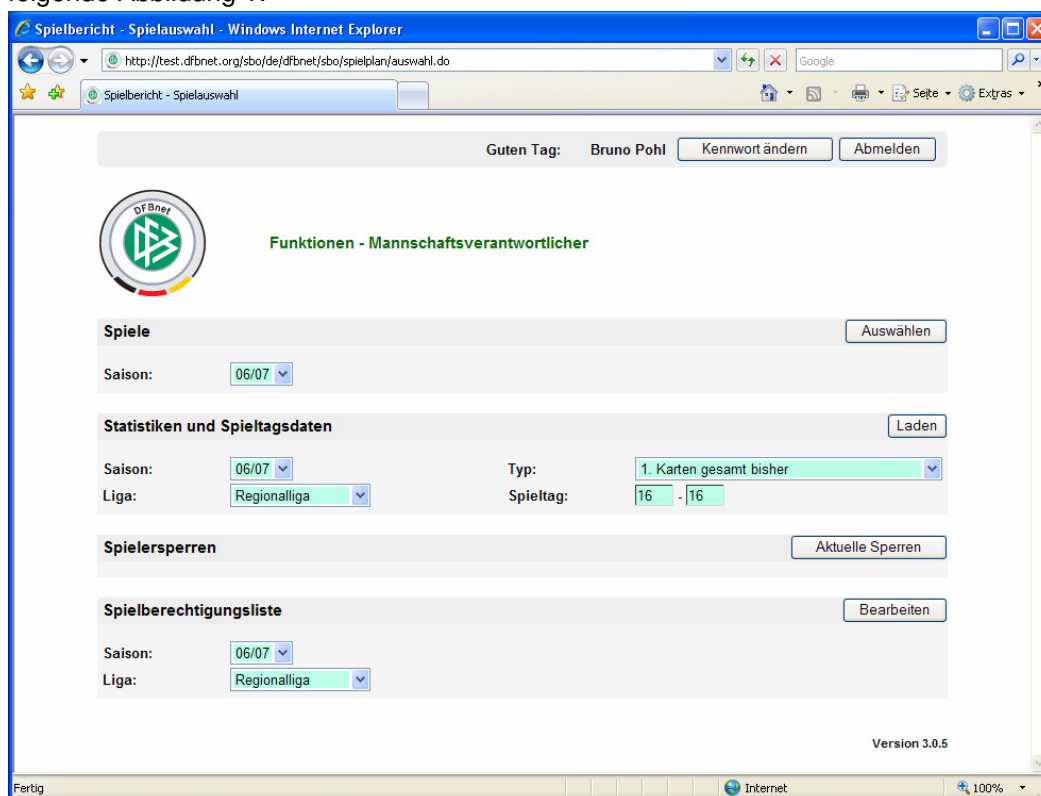 folgende Abbildung 1.
Spielbericht - Spielauswahl - Windows Internet Explorer
http://test.dfbnet.org/sbo/de/dfbnet/sbo/spielplan/auswahl.do
Google
Spielbericht - Spielauswahl
Seite
Extras
Guten Tag: Bruno Pohl Kennwort ändern Abmelden
DFBnet
Funktionen - Mannschaftsverantwortlicher
Spiele Auswählen
Saison: 06/07
Statistiken und Spieltagsdaten Laden
Saison: 06/07 Typ: 1. Karten gesamt bisher
Liga: Regionalliga Spieltag: 16 - 16
Spielersperren Aktuelle Sperren
Spielberechtigungsliste Bearbeiten
Saison: 06/07
Liga: Regionalliga
Version 3.0.5
Fertig Internet 100%